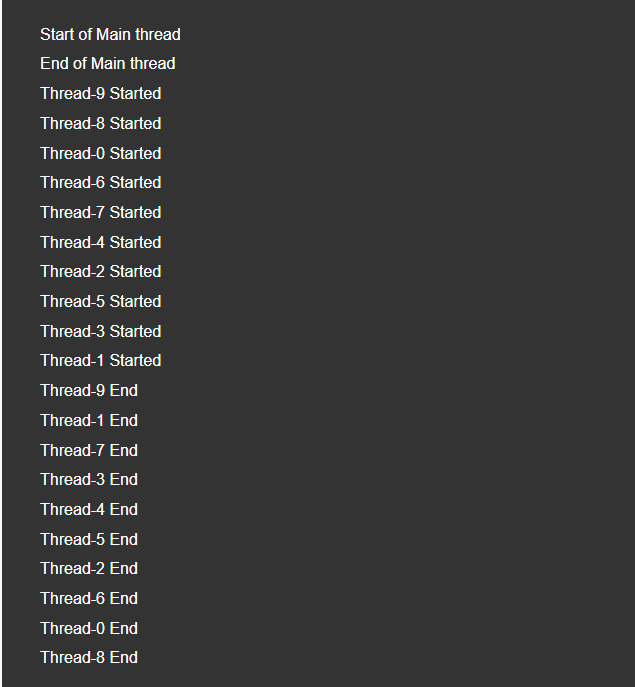 Start of Main thread
End of Main thread
Thread-9 Started
Thread-8 Started
Thread-0 Started
Thread-6 Started
Thread-7 Started
Thread-4 Started
Thread-2 Started
Thread-5 Started
Thread-3 Started
Thread-1 Started
Thread-9 End
Thread-1 End
Thread-7 End
Thread-3 End
Thread-4 End
Thread-5 End
Thread-2 End
Thread-6 End
Thread-0 End
Thread-8 End